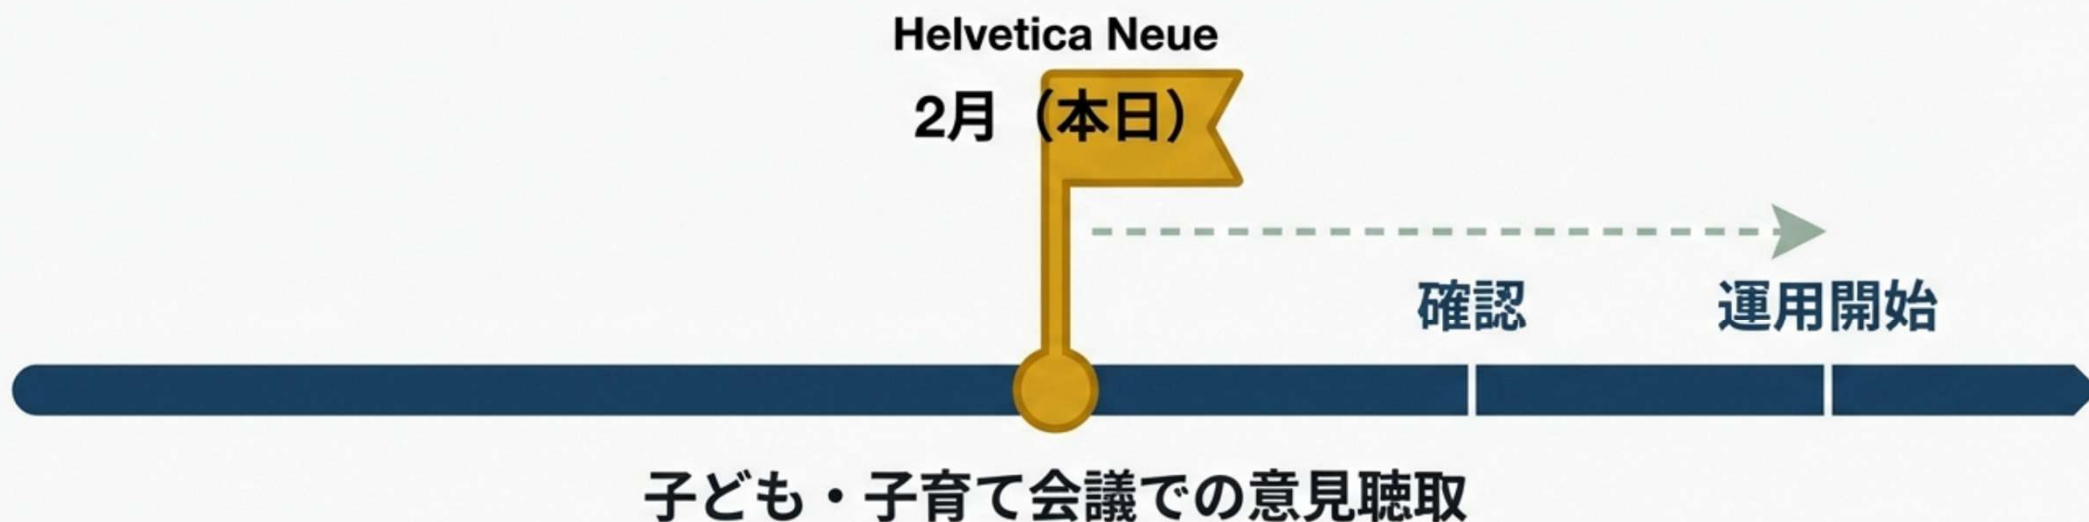 Helvetica Neue
2月（本日）
確認
運用開始
子ども・子育て会議での意見聴取